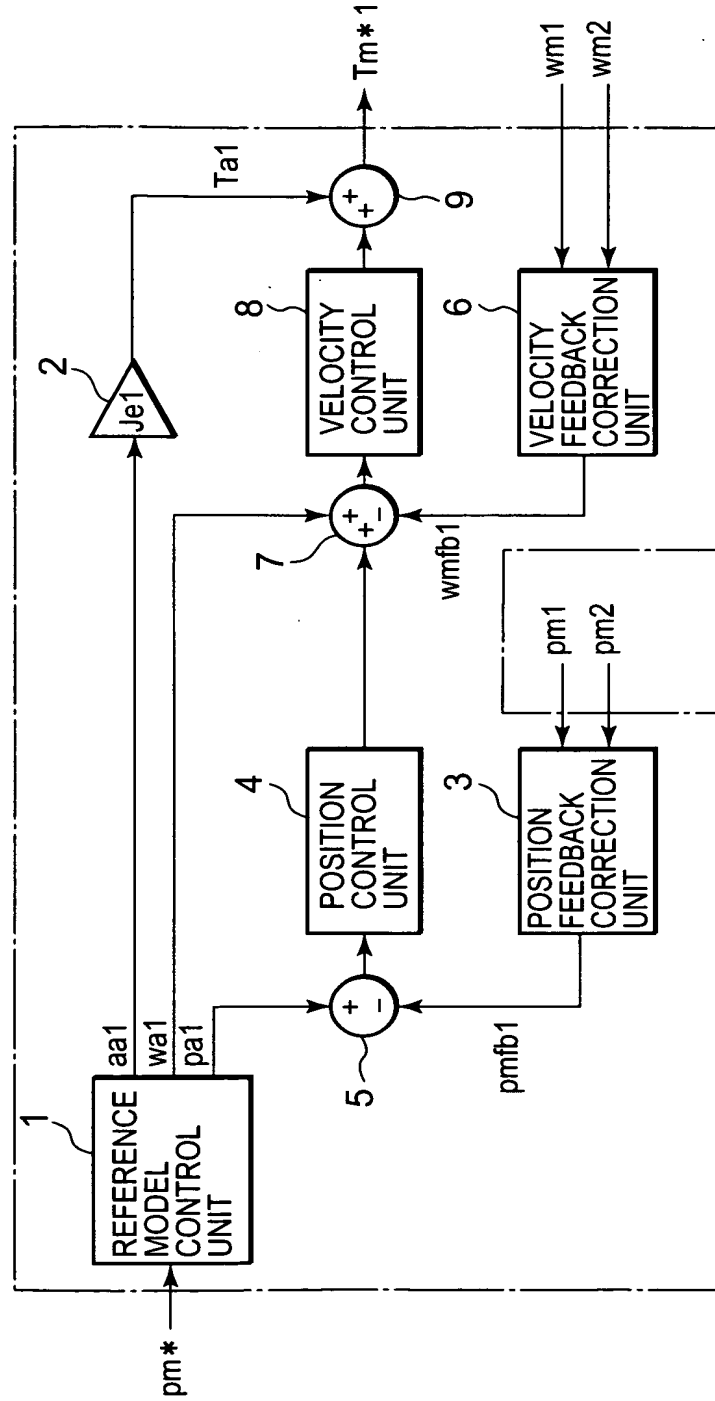 pm*
1
REFERENCE
MODEL
CONTROL
UNIT
aa1
wa1
pa1
2
Je1
Ta1
5
+
-
pmfb1
4
POSITION
CONTROL
UNIT
3
POSITION
FEEDBACK
CORRECTION
UNIT
pm1
pm2
7
+
+
-
wmfb1
8
VELOCITY
CONTROL
UNIT
6
VELOCITY
FEEDBACK
CORRECTION
UNIT
9
+
+
Tm*1
wm1
wm2